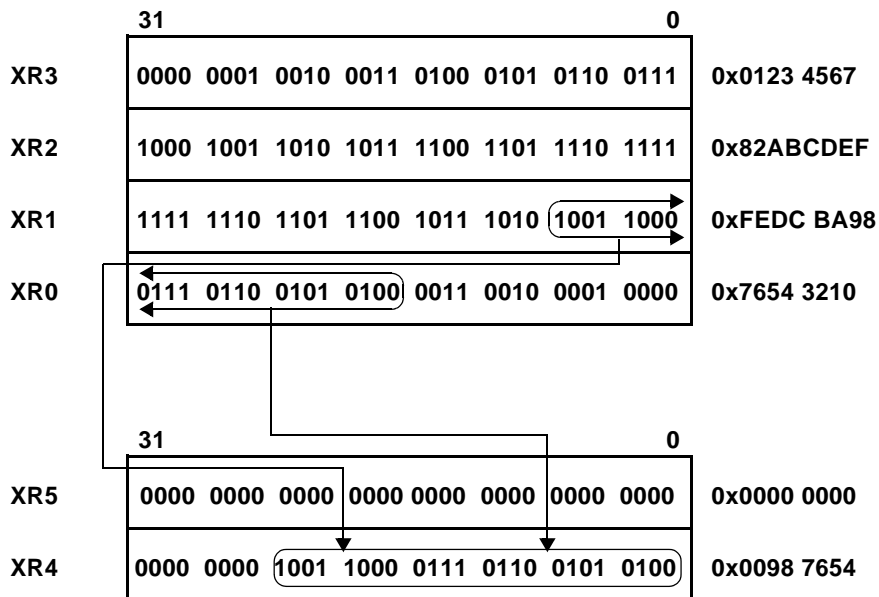 31 0
XR3 0000 0001 0010 0011 0100 0101 0110 0111 0x0123 4567
XR2 1000 1001 1010 1011 1100 1101 1110 1111 0x82ABCDEF
XR1 1111 1110 1101 1100 1011 1010 1001 1000 0xFEDC BA98
XR0 0111 0110 0101 0100 0011 0010 0001 0000 0x7654 3210
31 0
XR5 0000 0000 0000 0000 0000 0000 0000 0000 0x0000 0000
XR4 0000 0000 1001 1000 0111 0110 0101 0100 0x0098 7654